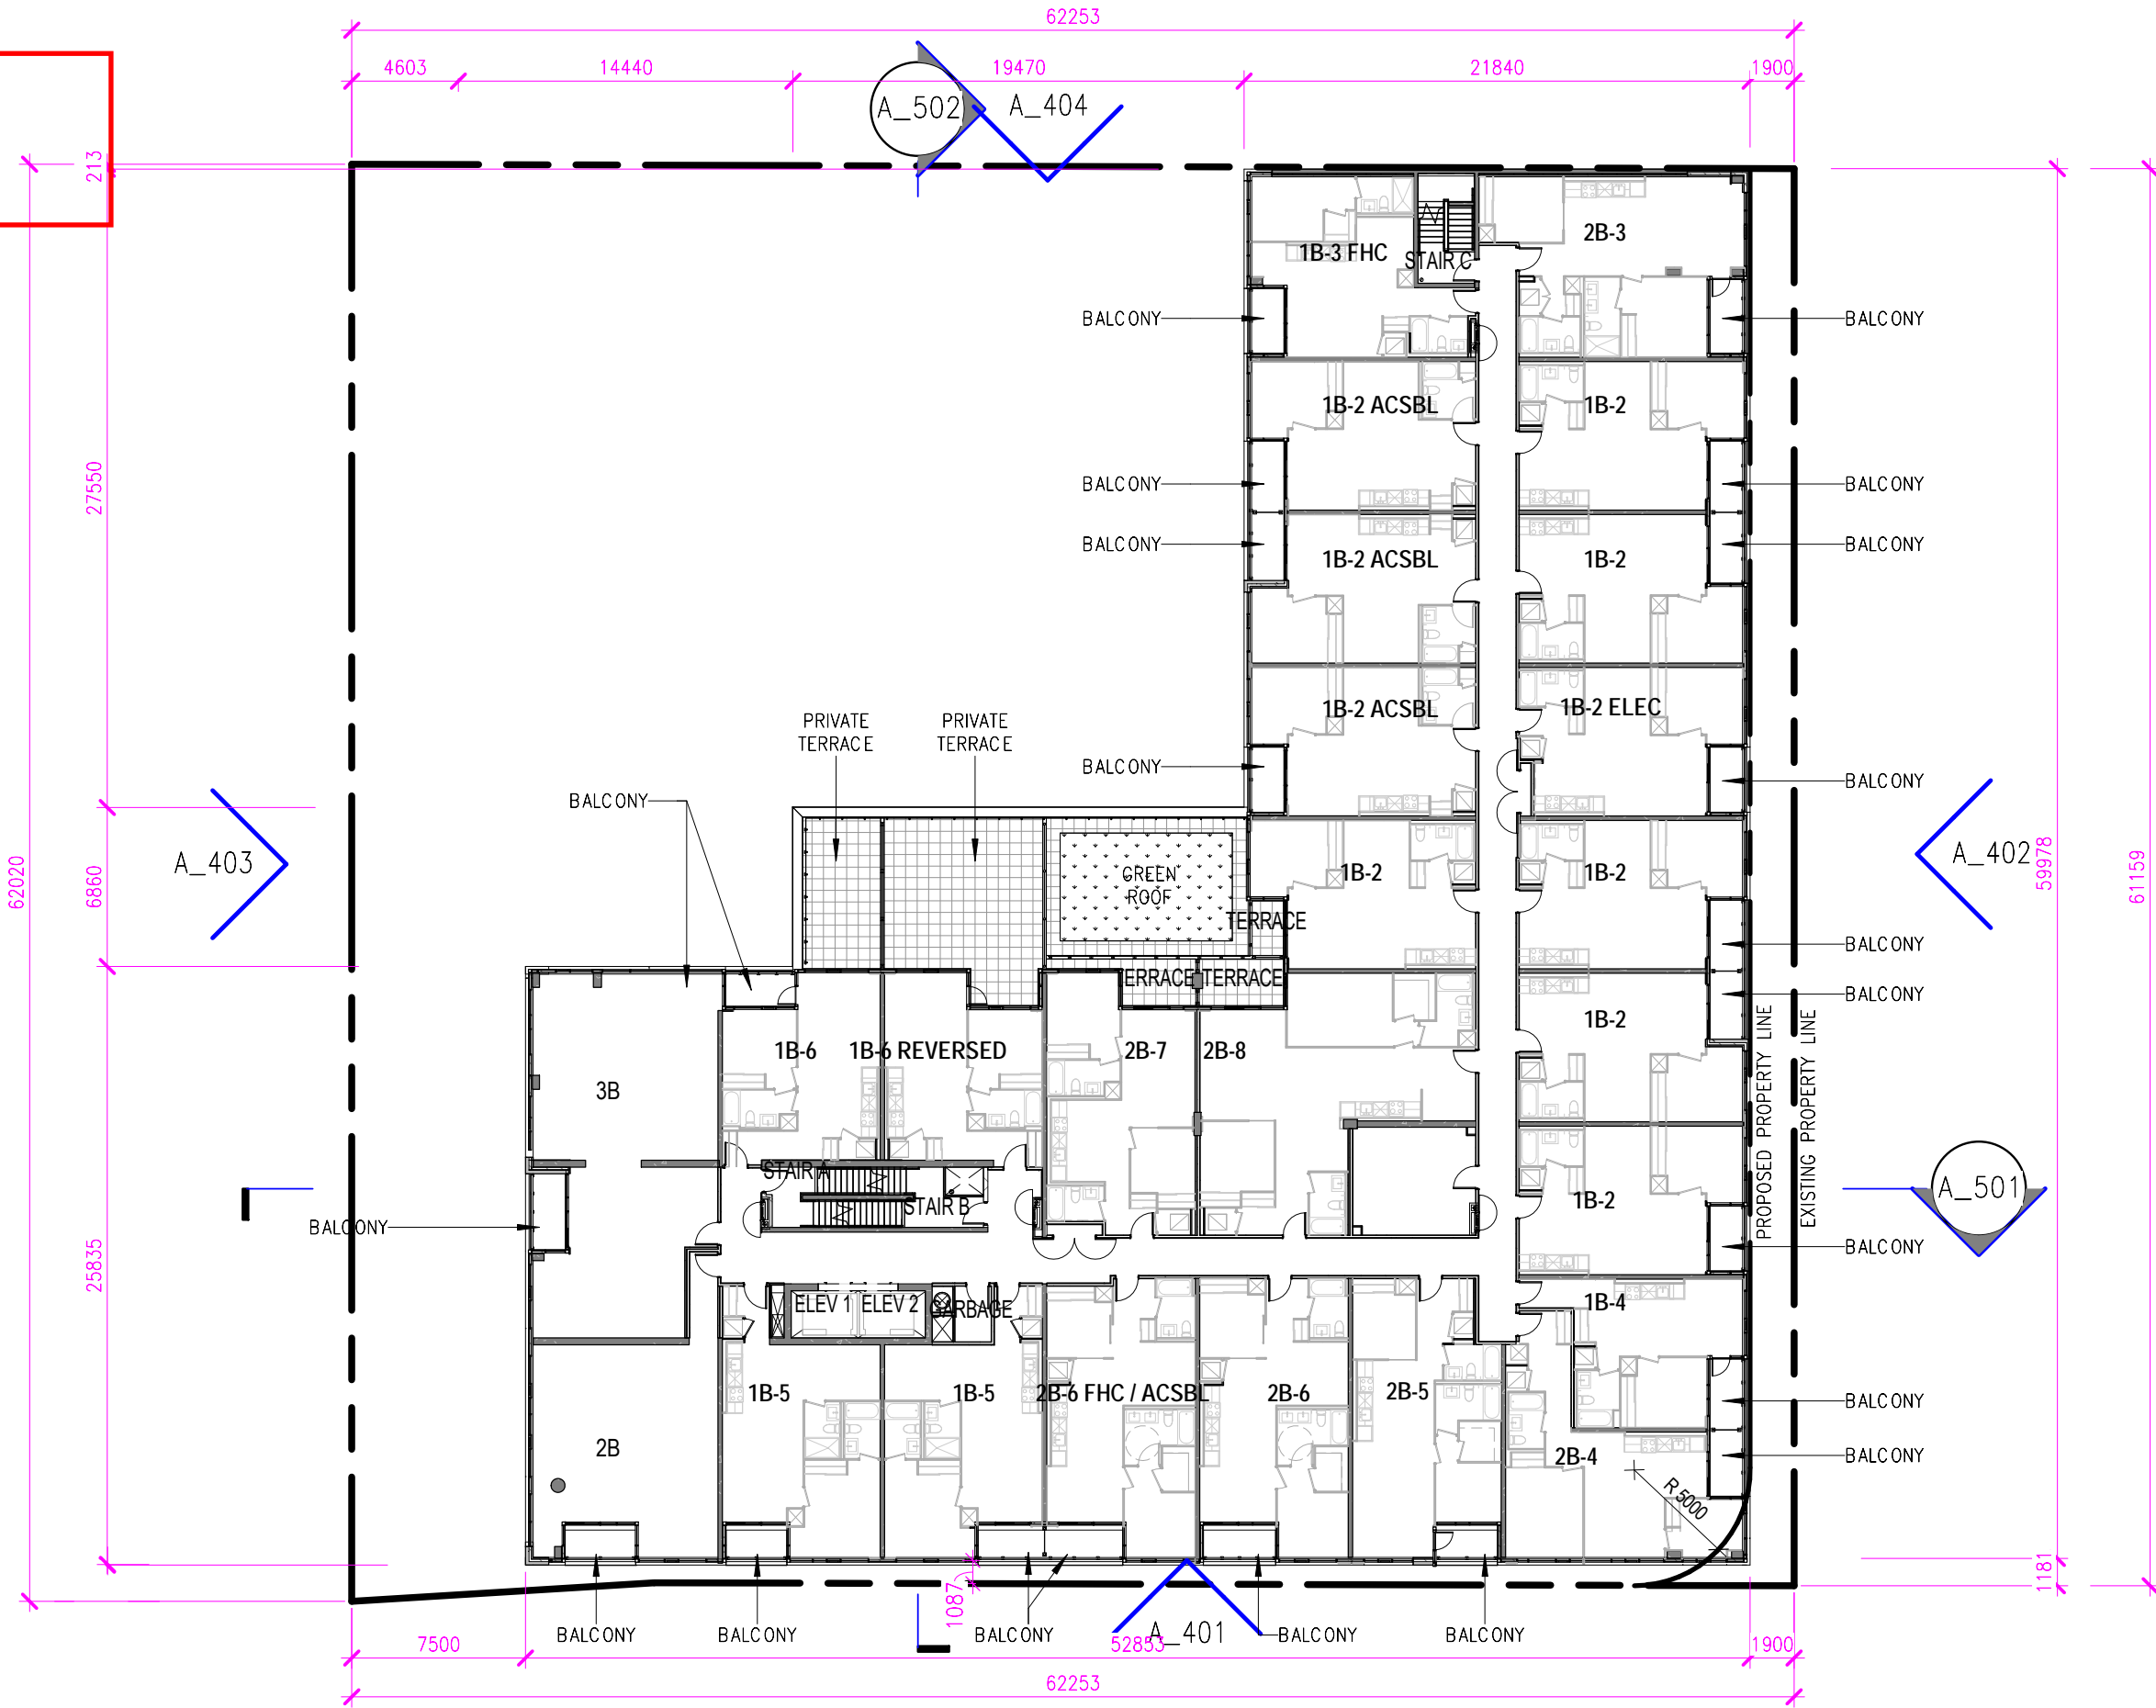 62253
4603
14440
19470
21840
1900
A_502
A_404
213
1B-3 FHC
STAIR C
2B-3
BALCONY
BALCONY
1B-2 ACSBL
1B-2
BALCONY
BALCONY
27550
BALCONY
BALCONY
1B-2 ACSBL
1B-2
1B-2 ACSBL
1B-2 ELEC
PRIVATE
TERRACE
PRIVATE
TERRACE
BALCONY
BALCONY
BALCONY
A_403
A_402
62020
6860
59978
61159
GREEN
ROOF
1B-2
1B-2
TERRACE
BALCONY
ERRACE
TERRACE
BALCONY
1B-2
PROPOSED PROPERTY LINE
EXISTING PROPERTY LINE
3B
1B-6
1B-6 REVERSED
2B-7
2B-8
STAIR A
STAIR B
1B-2
A_501
BALCONY
BALCONY
25835
ELEV 1
ELEV 2
GARBAGE
1B-4
2B
1B-5
1B-5
2B-6 FHC / ACSBL
2B-6
2B-5
2B-4
BALCONY
BALCONY
R 5000
1181
1087
BALCONY
BALCONY
BALCONY
A_401
BALCONY
BALCONY
7500
52853
1900
62253